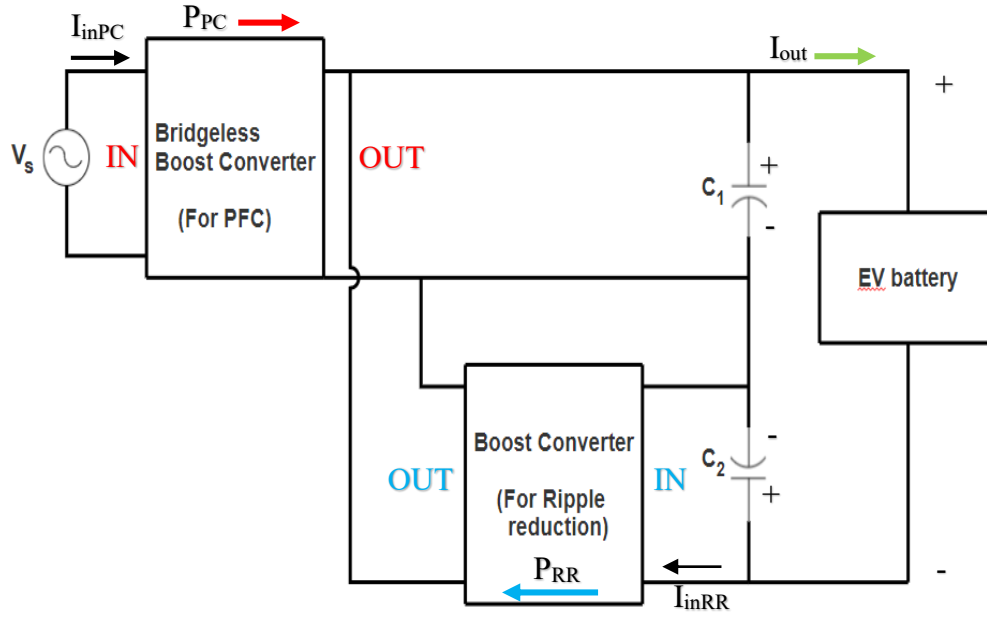 IinPC
PPC
Iout
+
Vs
IN
Bridgeless
Boost Converter
(For PFC)
OUT
C1
+
-
EV battery
Boost Converter
(For Ripple
reduction)
OUT
IN
C2
-
+
PRR
IinRR
-